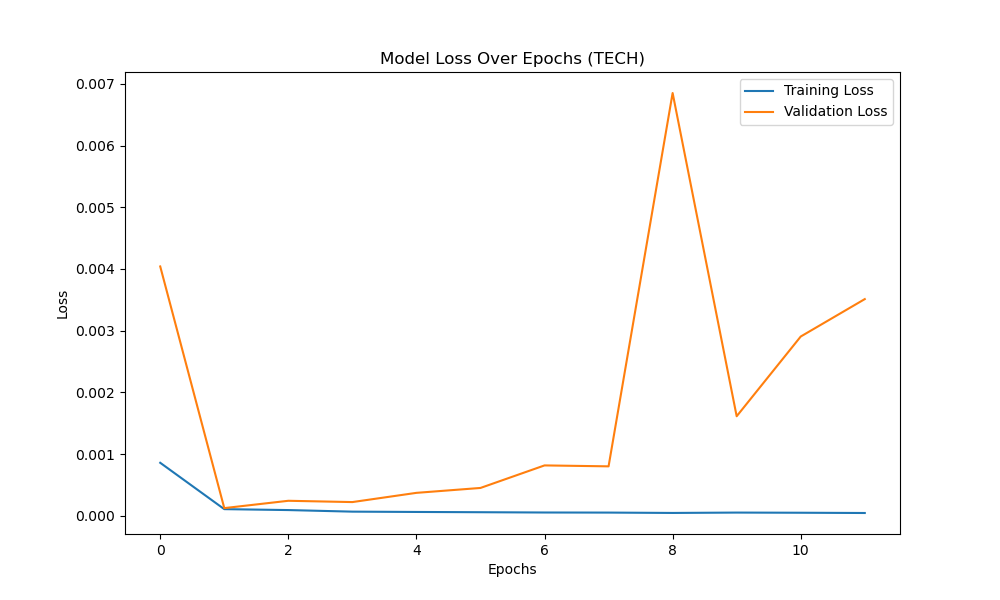 Model Loss Over Epochs (TECH)
Training Loss
Validation Loss
0.007
0.006
0.005
0.004
0.003
0.002
0.001
0.000
Loss
0 2 4 6 8 10
Epochs